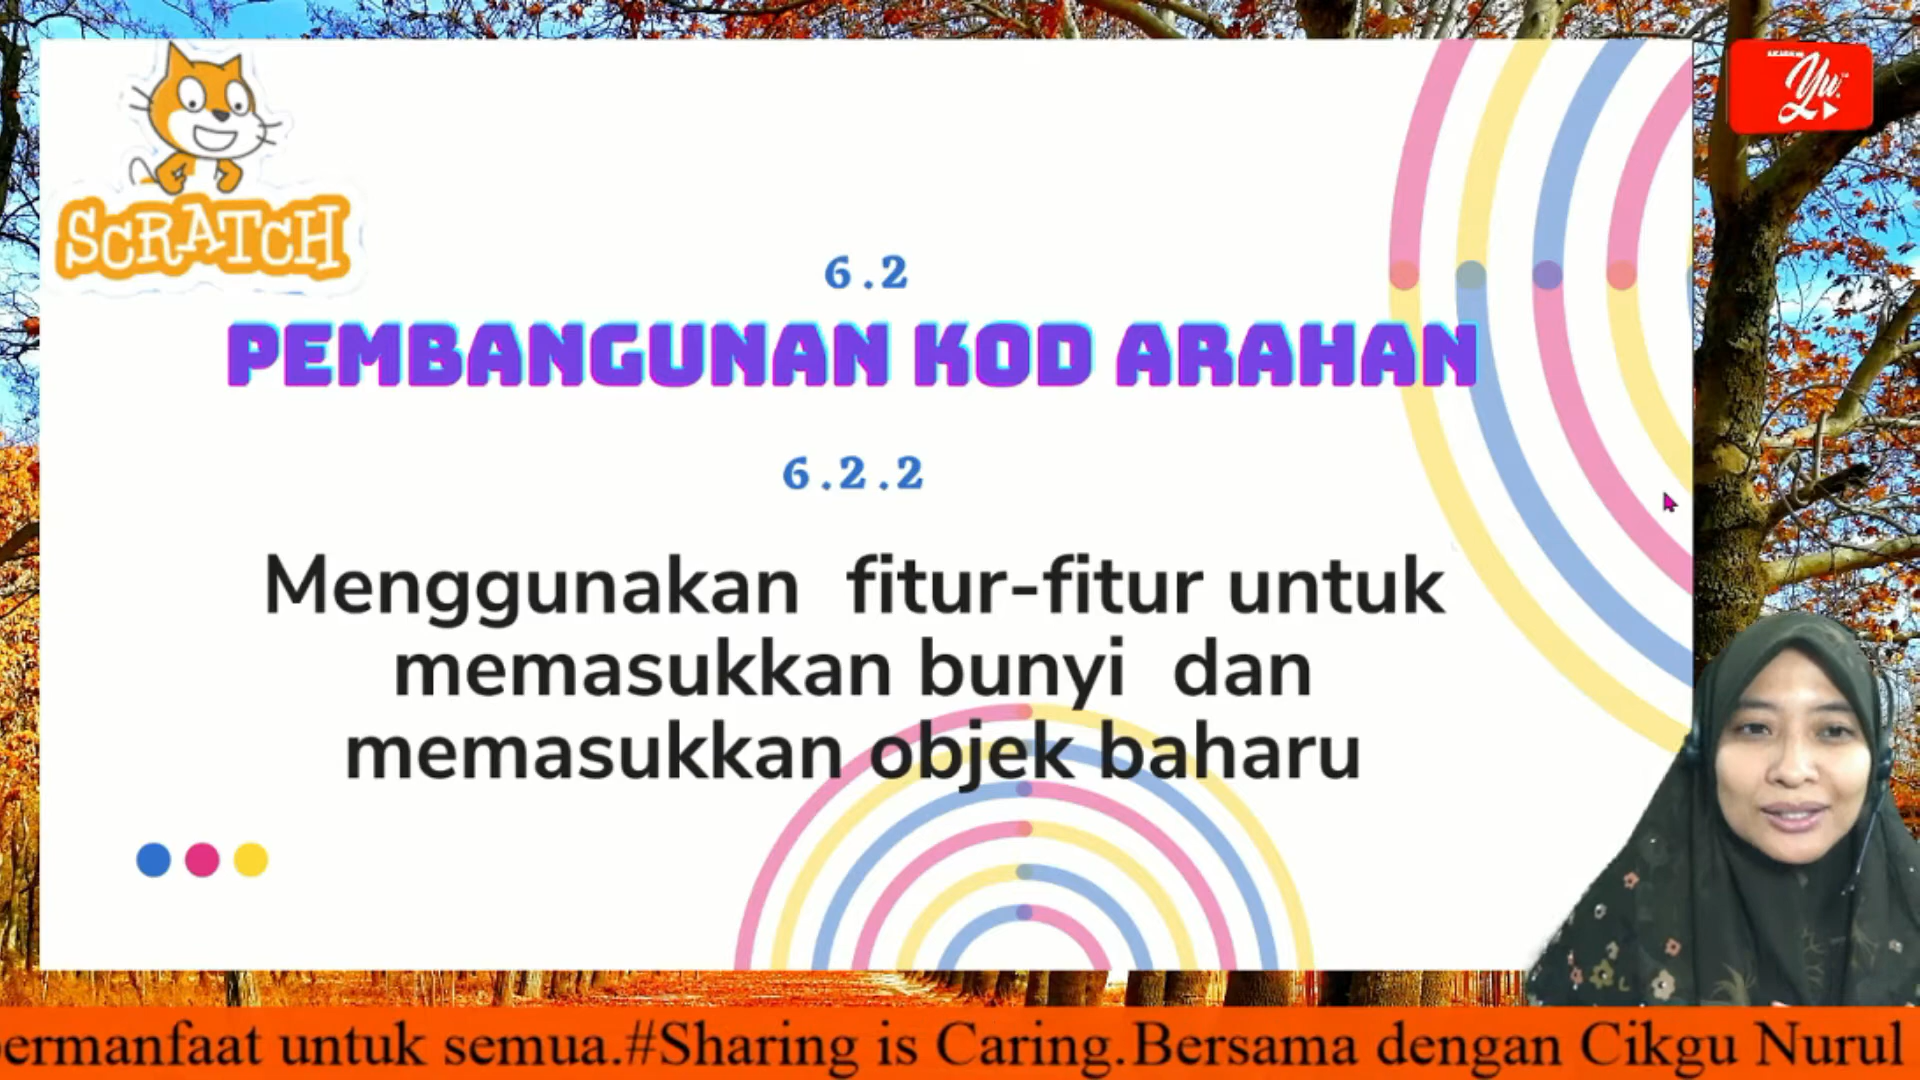 SCRATCH
Yu.
6.2
PEMBANGUNAN KOD ARAHAN
6.2.2
Menggunakan fitur-fitur untuk
memasukkan bunyi dan
memasukkan objek baharu
ermanfaat untuk semua.#Sharing is Caring.Bersama dengan Cikgu Nurul